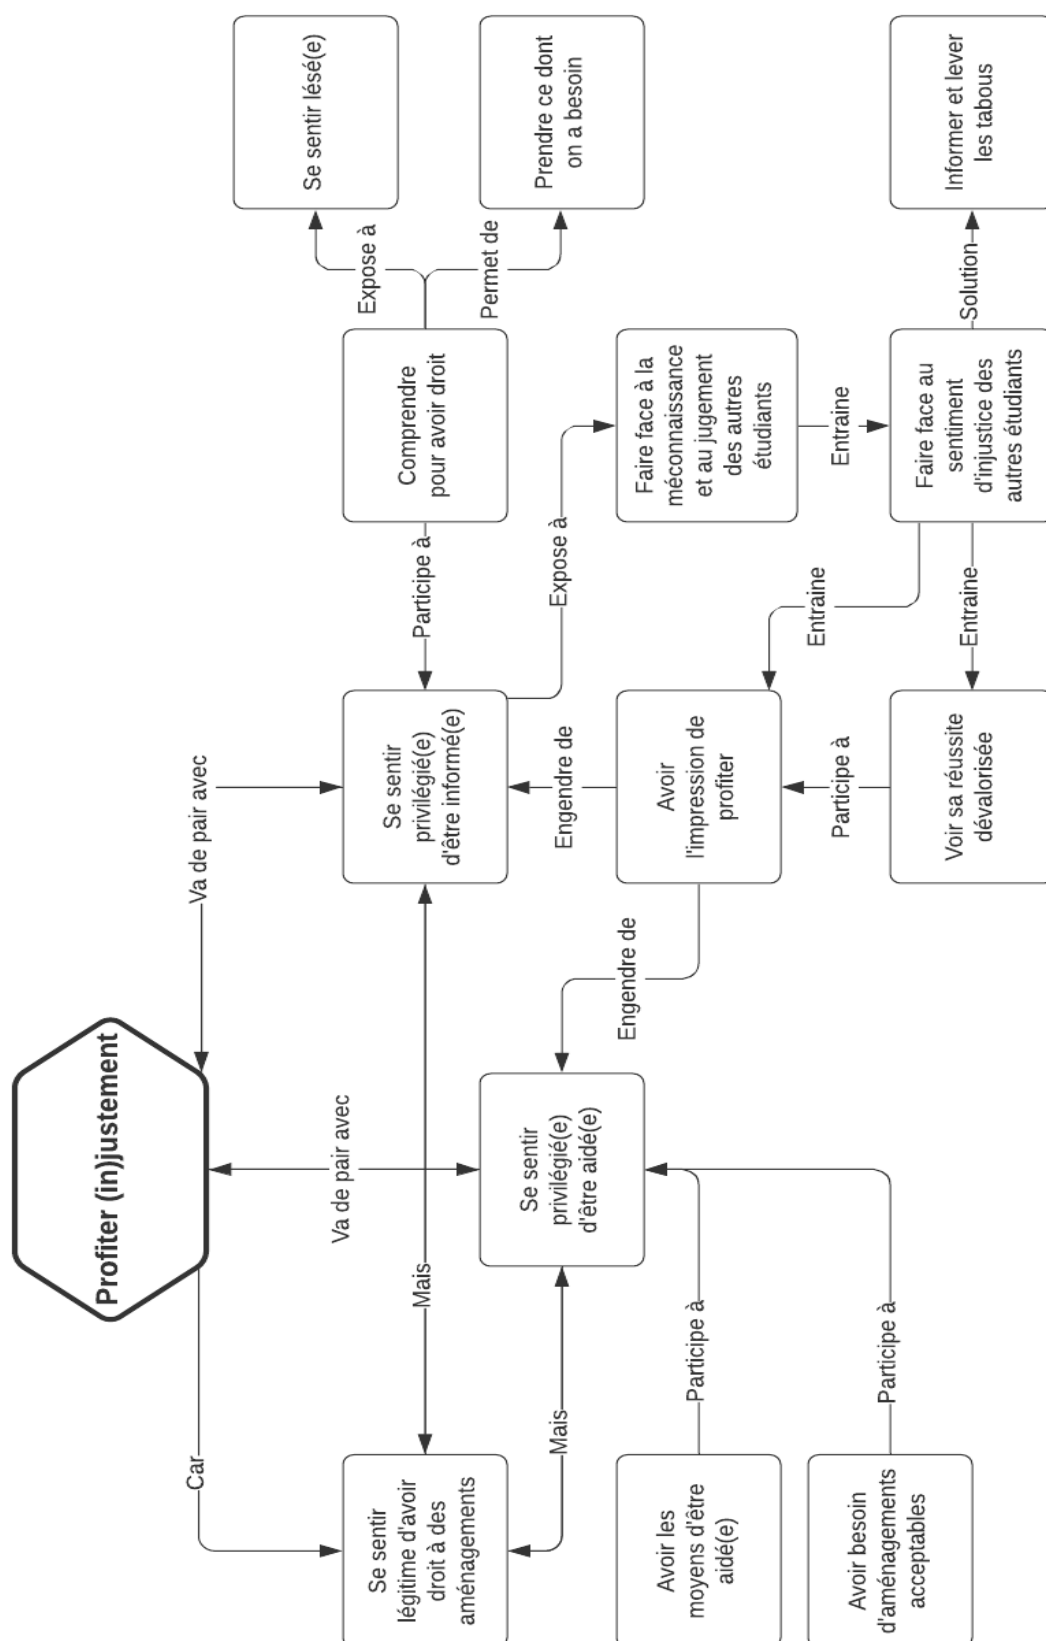 Profiter (in)justement
Car
Va de pair avec
Va de pair avec
Se sentir
légitime d'avoir
droit à des
aménagements
Mais
Se sentir
privilégié(e)
d'être informé(e)
Participe à
Comprendre
pour avoir droit
Expose à
Se sentir lésé(e)
Permet de
Prendre ce dont
on a besoin
Mais
Se sentir
privilégié(e)
d'être aidé(e)
Engendre de
Engendre de
Expose à
Avoir les
moyens d'être
aidé(e)
Participe à
Avoir
l'impression de
profiter
Faire face à la
méconnaissance
et au jugement
des autres
étudiants
Entraine
Entraine
Participe à
Avoir besoin
d'aménagements
acceptables
Participe à
Voir sa réussite
dévalorisée
Entraine
Faire face au
sentiment
d'injustice des
autres étudiants
Solution
Informer et lever
les tabous